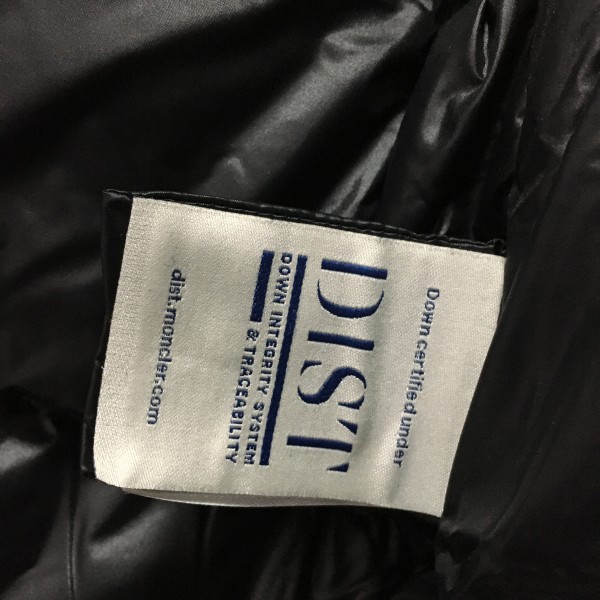 Down certified under
DIST
DOWN INTEGRITY SYSTEM
& TRACEABILITY
dist.moncler.com